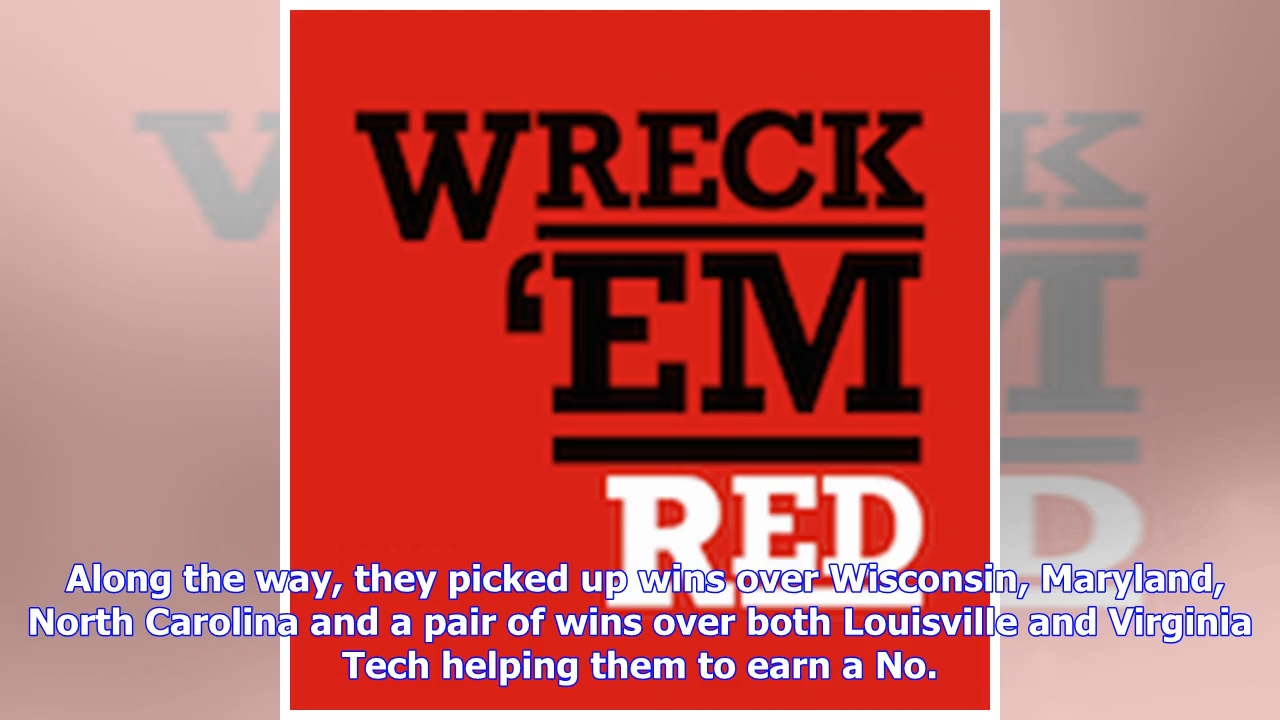 WRECK
‘EM
RED
Along the way, they picked up wins over Wisconsin, Maryland,
North Carolina and a pair of wins over both Louisville and Virginia
Tech helping them to earn a No.